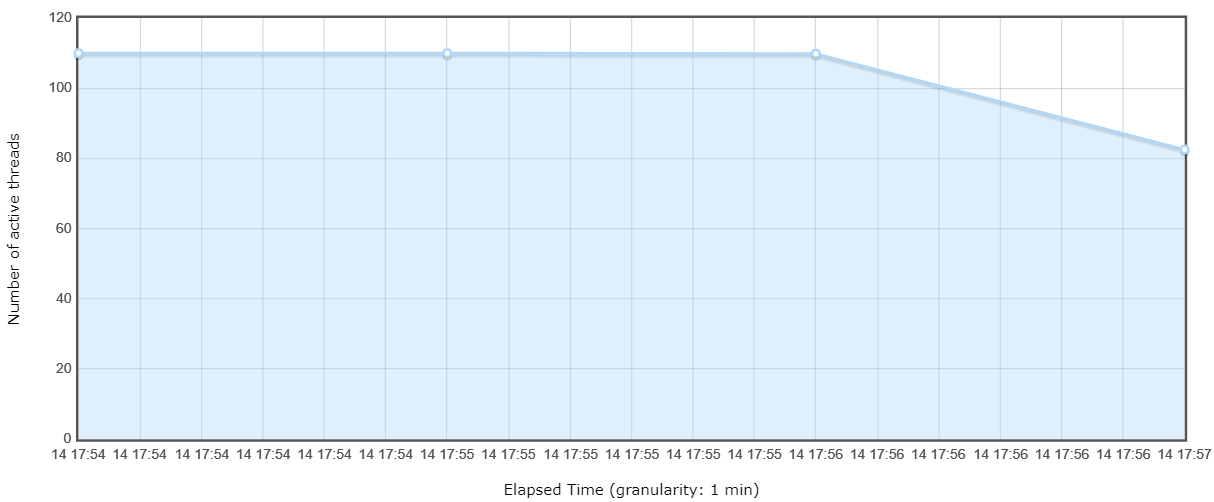 120
100
80
60
40
20
0
Number of active threads
14 17:54 14 17:54 14 17:54 14 17:54 14 17:54 14 17:54 14 17:55 14 17:55 14 17:55 14 17:55 14 17:55 14 17:55 14 17:56 14 17:56 14 17:56 14 17:56 14 17:56 14 17:56 14 17:57
Elapsed Time (granularity: 1 min)